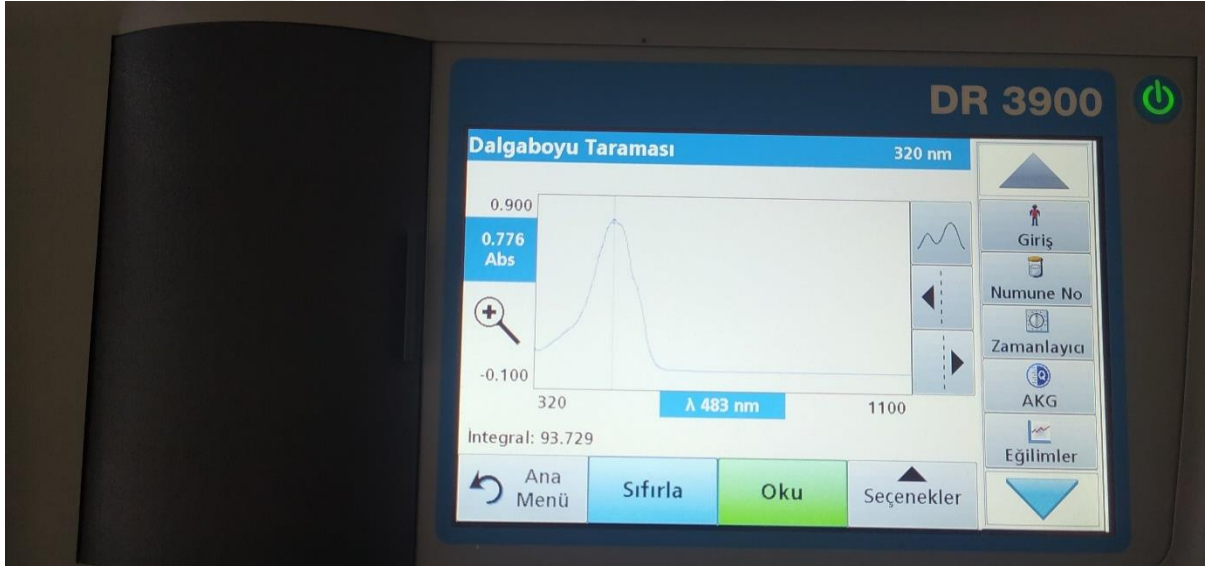 DR 3900
Dalgaboyu Taraması 320 nm
0.900
0.776
Abs
-0.100
320 λ 483 nm 1100
İntegral: 93.729
Ana
Menü
Sıfırla
Oku
Seçenekler
Giriş
Numune No
Zamanlayıcı
AKG
Eğilimler